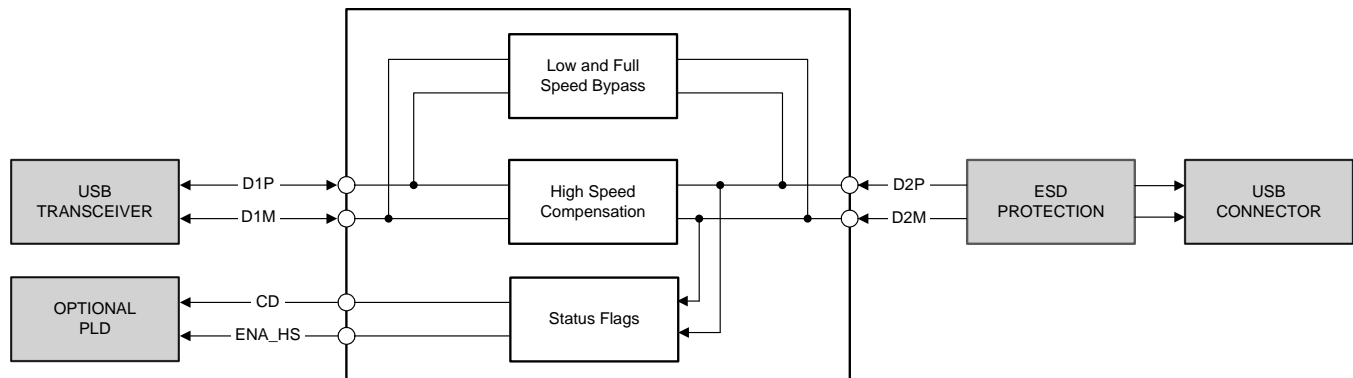 Low and Full
Speed Bypass
USB
TRANSCEIVER
D1P
D1M
High Speed
Compensation
D2P
D2M
ESD
PROTECTION
USB
CONNECTOR
OPTIONAL
PLD
CD
ENA_HS
Status Flags